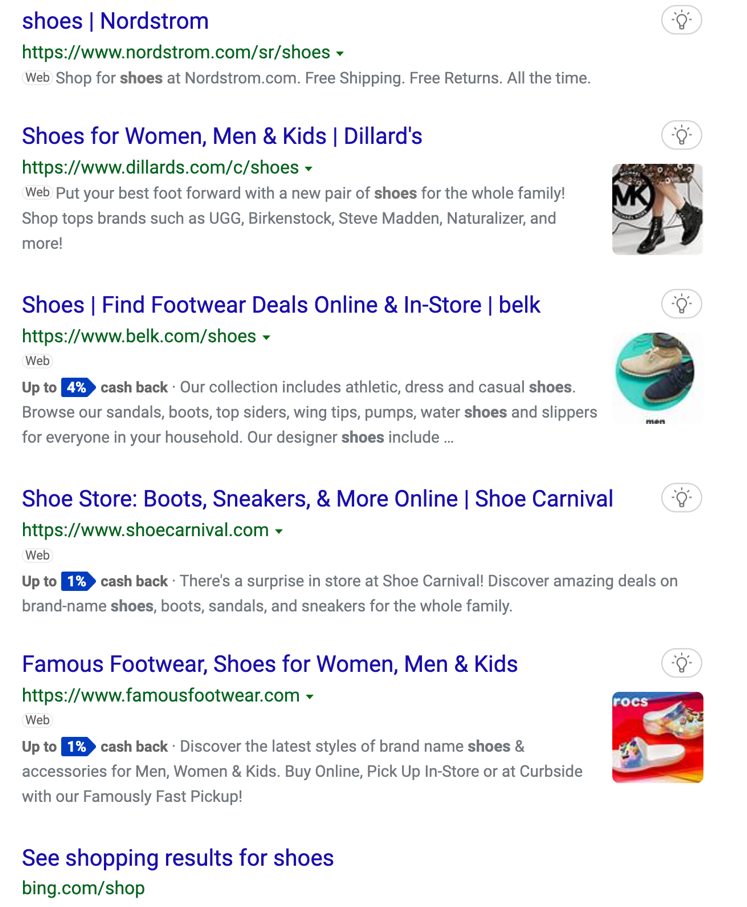 shoes | Nordstrom
https://www.nordstrom.com/sr/shoes
Web Shop for shoes at Nordstrom.com. Free Shipping. Free Returns. All the time.
Shoes for Women, Men & Kids | Dillard's
https://www.dillards.com/c/shoes
Web Put your best foot forward with a new pair of shoes for the whole family!
Shop tops brands such as UGG, Birkenstock, Steve Madden, Naturalizer, and
more!
MK
Shoes | Find Footwear Deals Online & In-Store | belk
https://www.belk.com/shoes
Web
Up to 4% cash back · Our collection includes athletic, dress and casual shoes.
Browse our sandals, boots, top siders, wing tips, pumps, water shoes and slippers
for everyone in your household. Our designer shoes include ...
men
Shoe Store: Boots, Sneakers, & More Online | Shoe Carnival
https://www.shoecarnival.com
Web
Up to 1% cash back · There's a surprise in store at Shoe Carnival! Discover amazing deals on
brand-name shoes, boots, sandals, and sneakers for the whole family.
Famous Footwear, Shoes for Women, Men & Kids
https://www.famousfootwear.com
Web
Up to 1% cash back · Discover the latest styles of brand name shoes &
accessories for Men, Women & Kids. Buy Online, Pick Up In-Store or at Curbside
with our Famously Fast Pickup!
ROCS
See shopping results for shoes
bing.com/shop